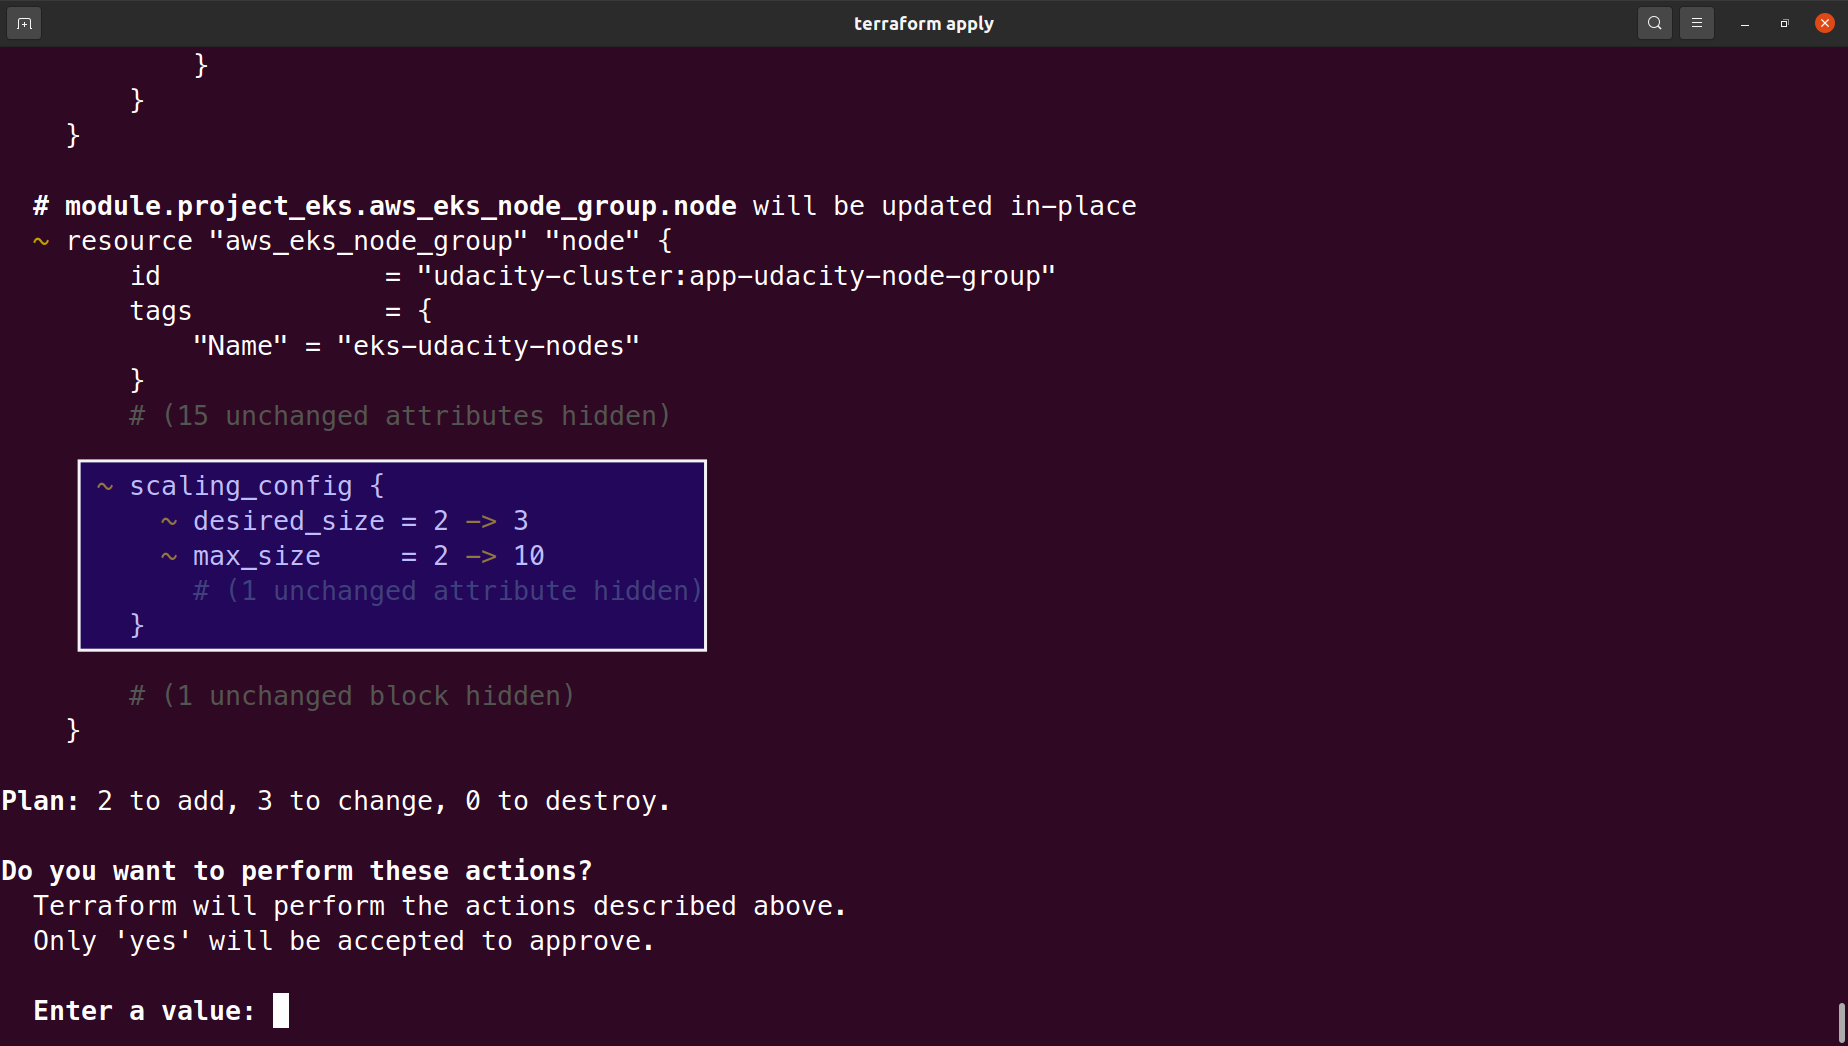 terraform apply
            }
        }
    }
  # module.project_eks.aws_eks_node_group.node will be updated in-place
  ~ resource "aws_eks_node_group" "node" {
        id              = "udacity-cluster:app-udacity-node-group"
        tags            = {
            "Name" = "eks-udacity-nodes"
        }
        # (15 unchanged attributes hidden)
      ~ scaling_config {
          ~ desired_size = 2 -> 3
          ~ max_size     = 2 -> 10
            # (1 unchanged attribute hidden)
        }
        # (1 unchanged block hidden)
    }
Plan: 2 to add, 3 to change, 0 to destroy.
Do you want to perform these actions?
  Terraform will perform the actions described above.
  Only 'yes' will be accepted to approve.
  Enter a value: